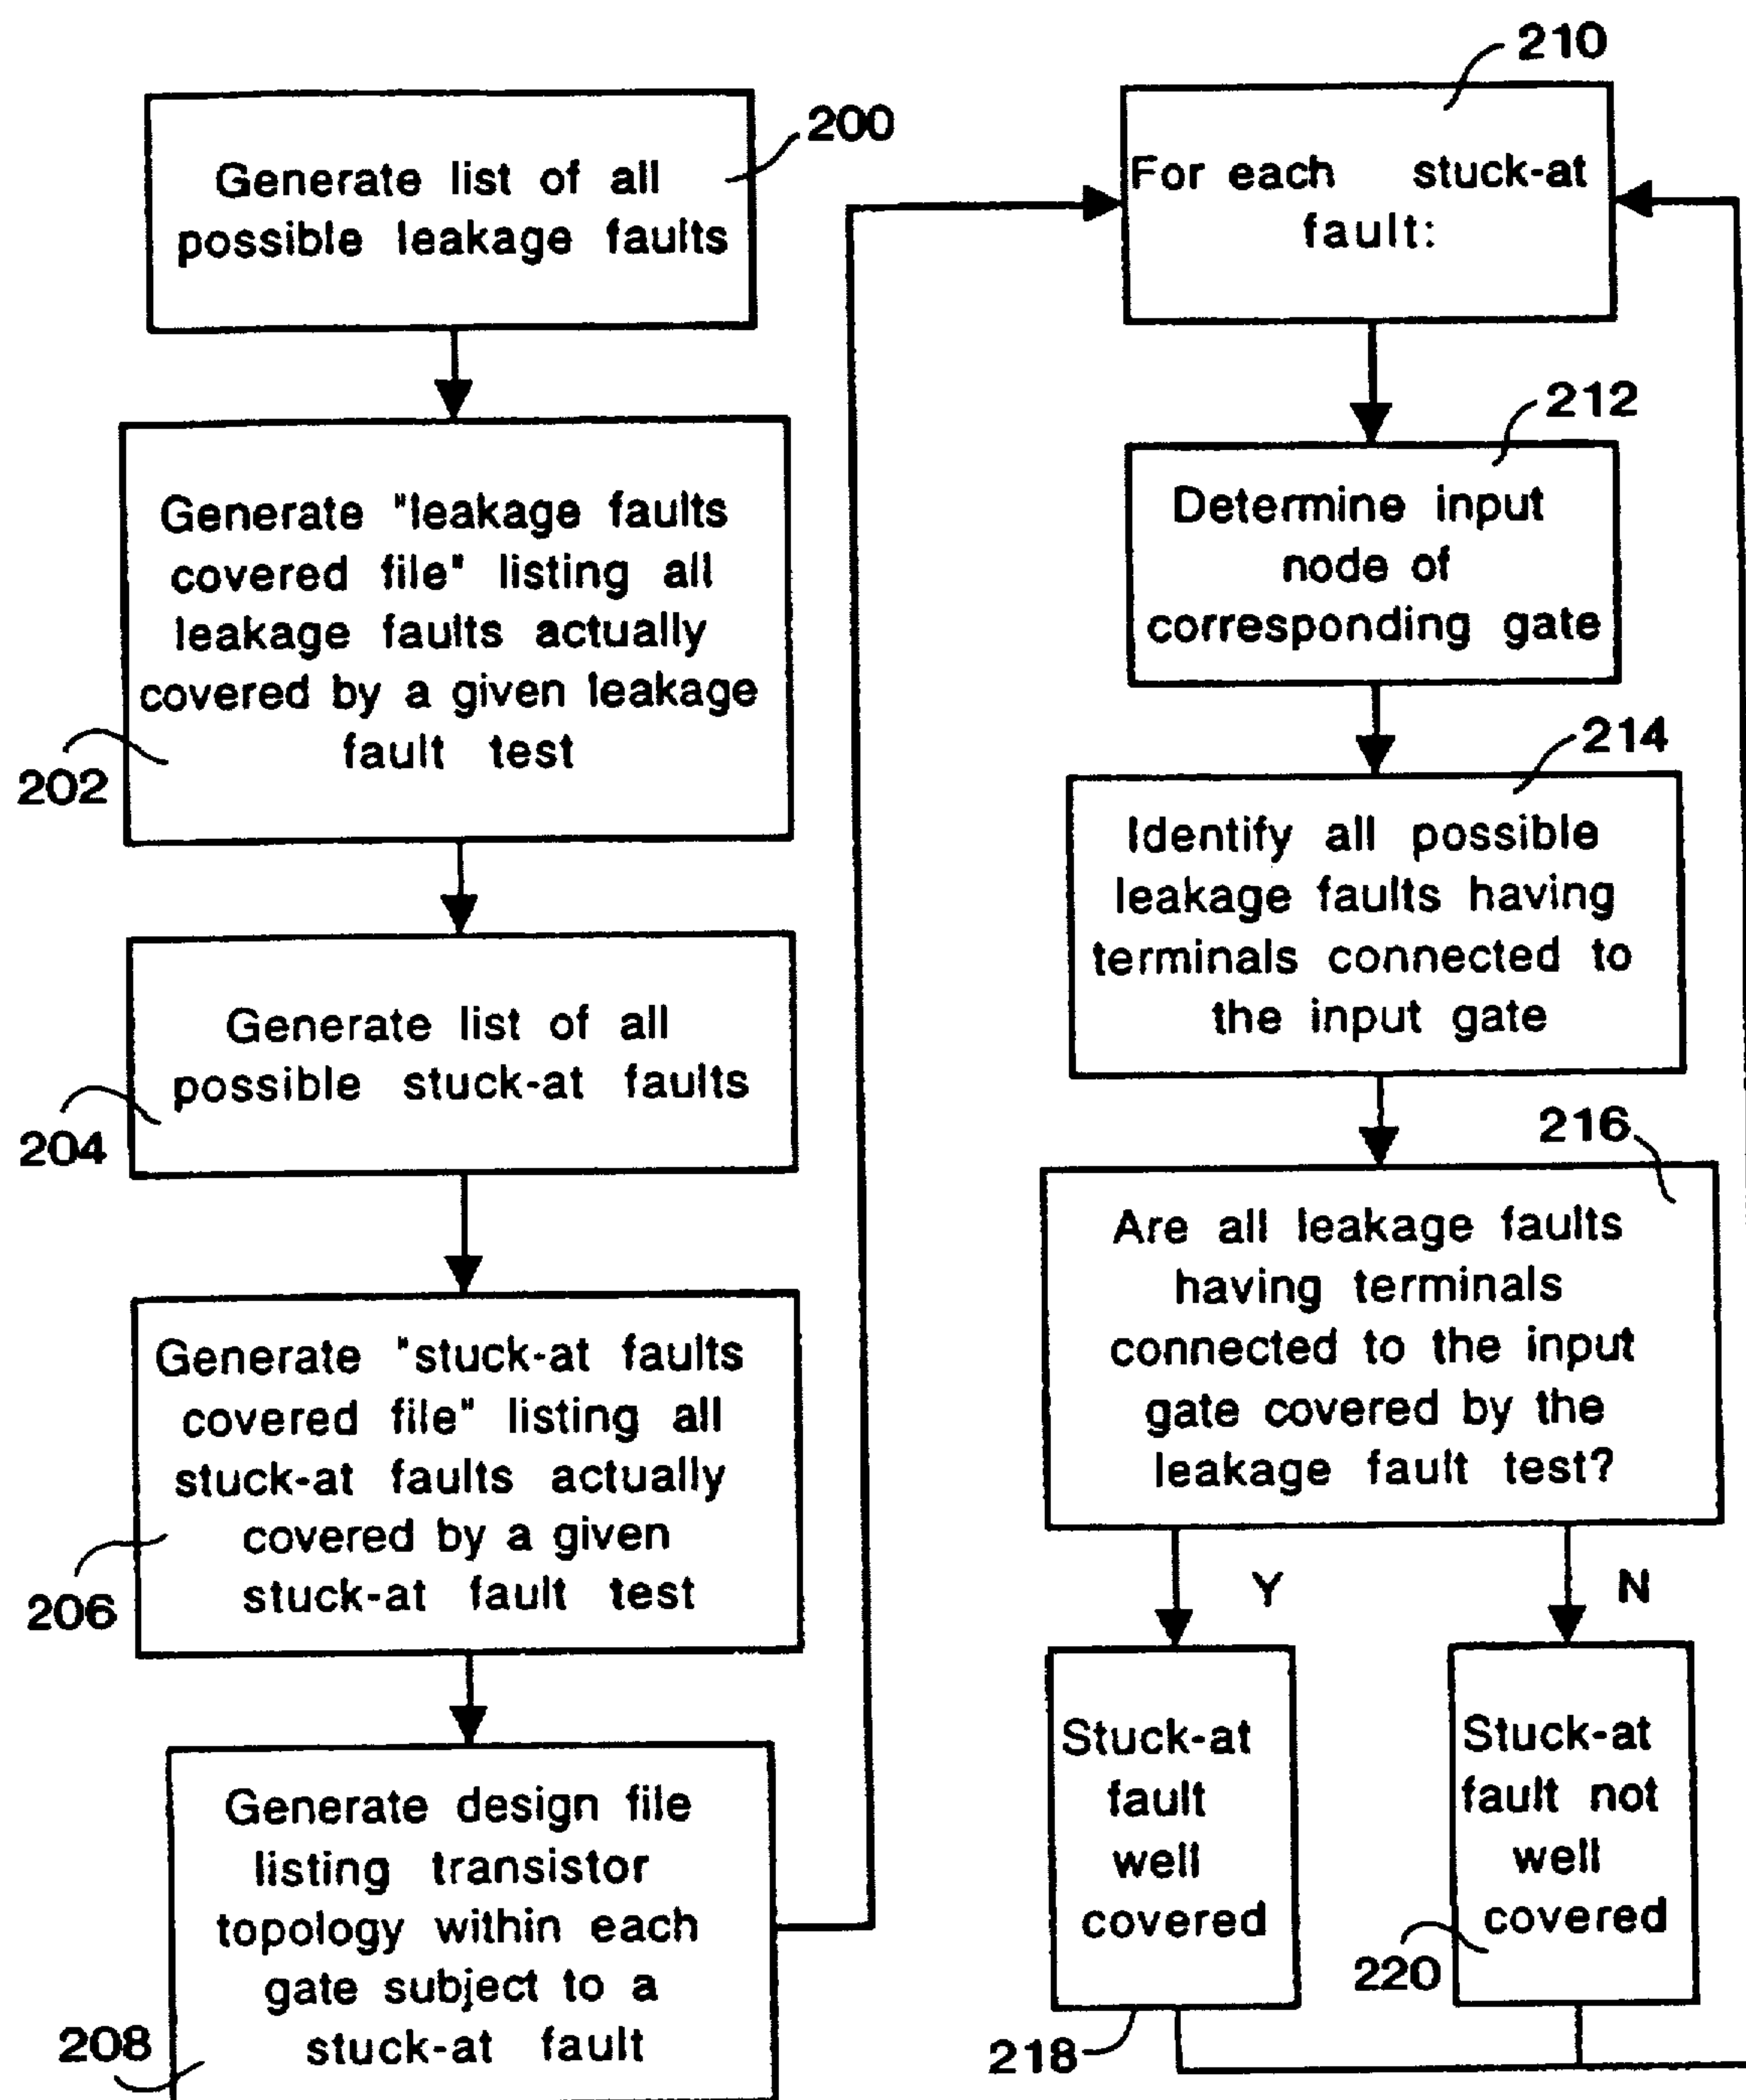 200
Generate list of all
possible leakage faults
Generate "leakage faults
covered file" listing all
leakage faults actually
covered by a given leakage
fault test
202
Generate list of all
possible stuck-at faults
204
Generate "stuck-at faults
covered file" listing all
stuck-at faults actually
covered by a given
stuck-at fault test
206
Generate design file
listing transistor
topology within each
gate subject to a
stuck-at fault
208
210
For each stuck-at
fault:
212
Determine input
node of
corresponding gate
214
Identify all possible
leakage faults having
terminals connected to
the input gate
216
Are all leakage faults
having terminals
connected to the input
gate covered by the
leakage fault test?
Y
N
Stuck-at
fault
well
covered
218
Stuck-at
fault not
well
covered
220